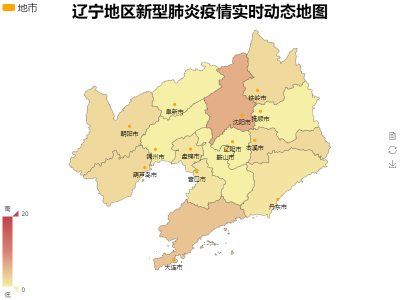 辽宁地区新型肺炎疫情实时动态地图
地市
铁岭市
阜新市
抚顺市
沈阳市
朝阳市
辽阳市
本溪市
锦州市
盘锦市
鞍山市
葫芦岛市
营口市
丹东市
大连市
高
20
0
低